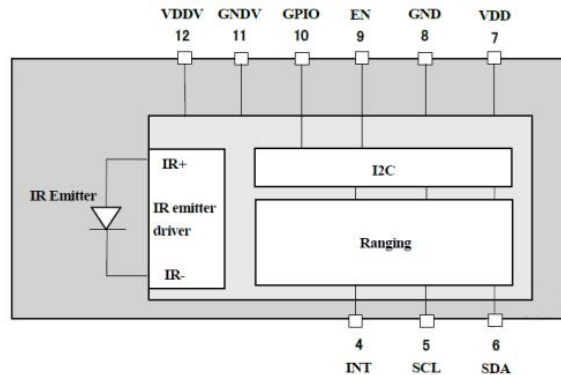 VDDV GNDV GPIO EN GND VDD
12 11 10 9 8 7
IR+
I2C
IR Emitter
IR emitter
driver
Ranging
IR-
4 5 6
INT SCL SDA